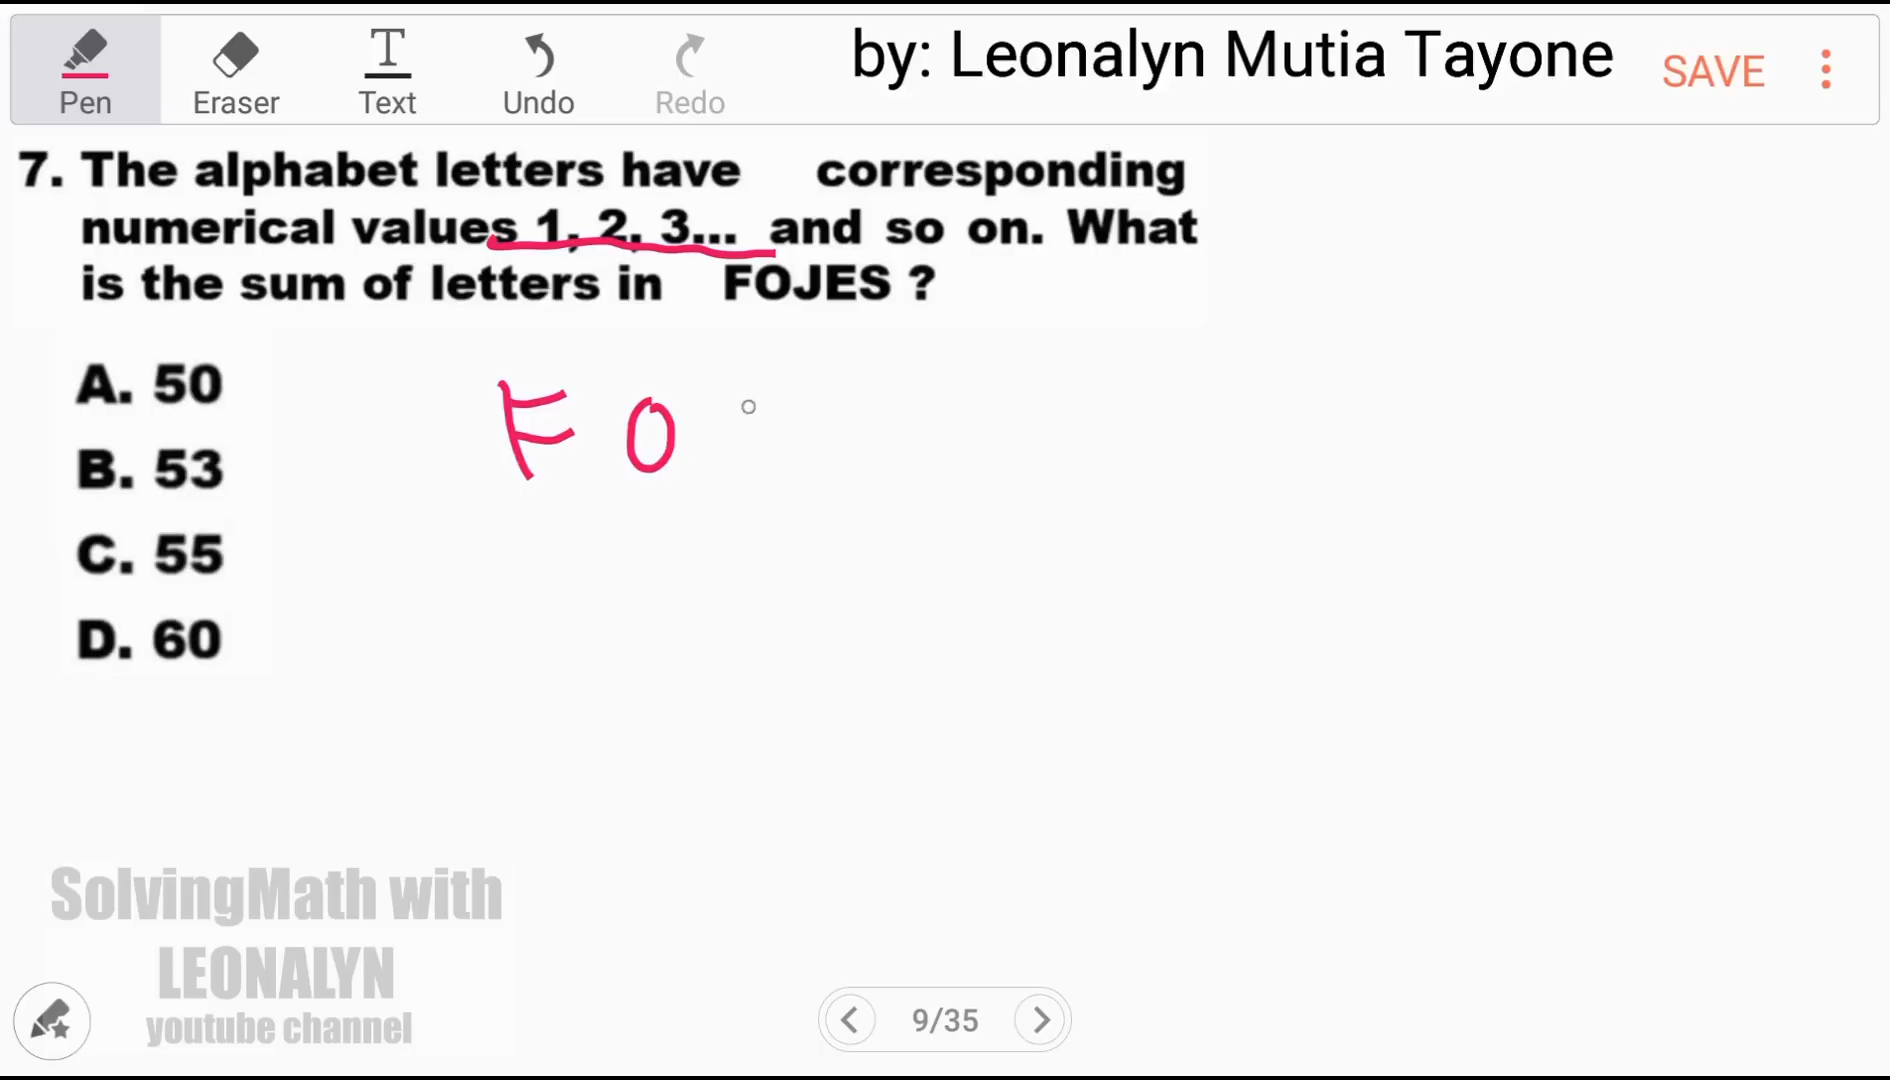 by: Leonalyn Mutia Tayone
SAVE
Pen
Eraser
Text
Undo
Redo
7. The alphabet letters have corresponding
numerical values 1, 2, 3... and so on. What
is the sum of letters in FOJES ?
A. 50
B. 53
C. 55
D. 60
F O
SolvingMath with
LEONALYN
youtube channel
9/35